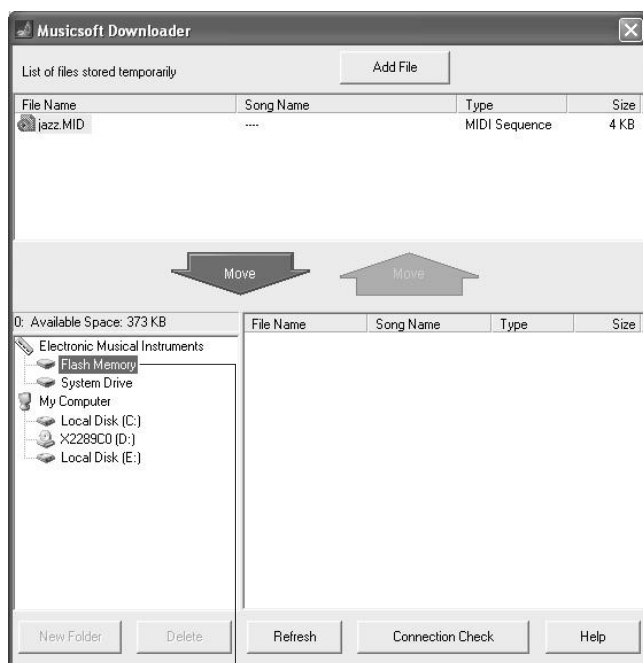 Musicsoft Downloader
List of files stored temporarily
Add File
File Name Song Name Type Size
jazz.MID ---- MIDI Sequence 4 KB
Move Move
0: Available Space: 373 KB
Electronic Musical Instruments
Flash Memory
System Drive
My Computer
Local Disk (C:)
X2289C0 (D:)
Local Disk (E:)
File Name Song Name Type Size
New Folder Delete Refresh Connection Check Help